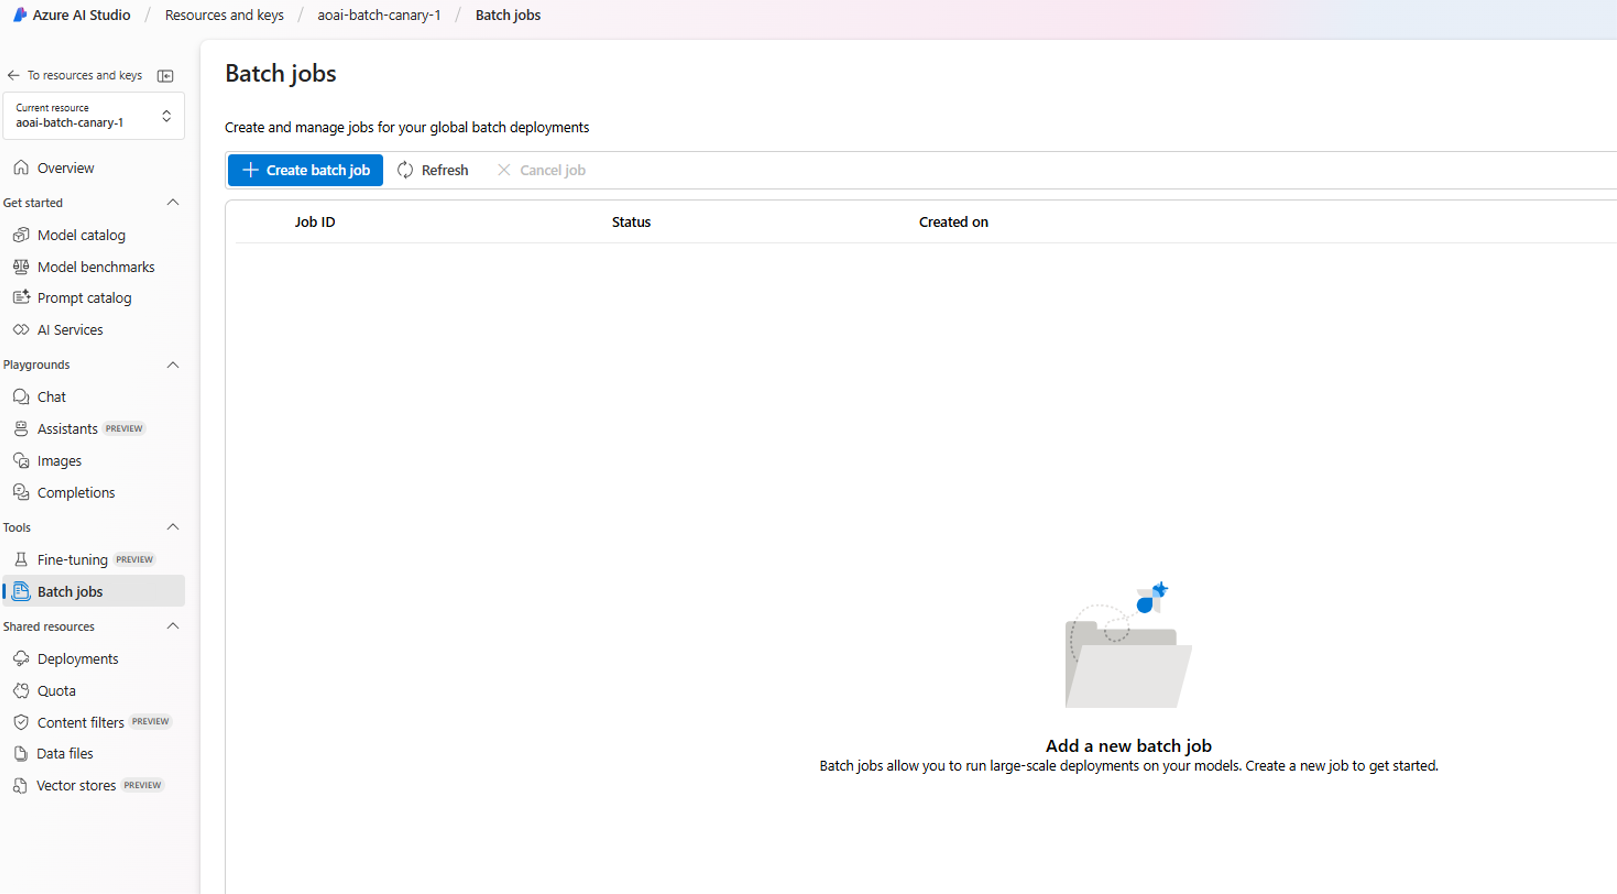 Azure AI Studio / Resources and keys / aoai-batch-canary-1 / Batch jobs
To resources and keys
Current resource
aoai-batch-canary-1
Overview
Get started
Model catalog
Model benchmarks
Prompt catalog
AI Services
Playgrounds
Chat
Assistants PREVIEW
Images
Completions
Tools
Fine-tuning PREVIEW
Batch jobs
Shared resources
Deployments
Quota
Content filters PREVIEW
Data files
Vector stores PREVIEW
Batch jobs
Create and manage jobs for your global batch deployments
Create batch job Refresh Cancel job
Job ID Status Created on
Add a new batch job
Batch jobs allow you to run large-scale deployments on your models. Create a new job to get started.